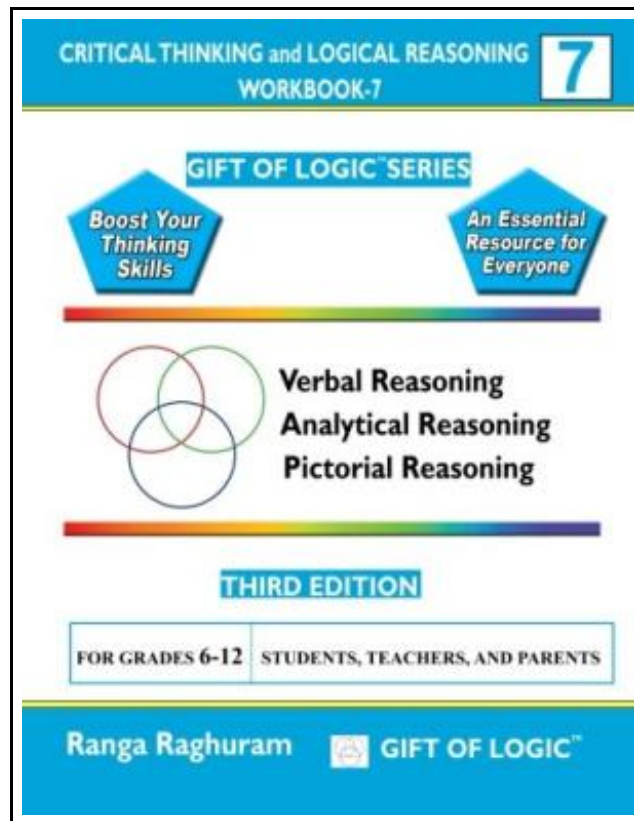 CRITICAL THINKING and LOGICAL REASONING
WORKBOOK-7
7
GIFT OF LOGIC™ SERIES
Boost Your
Thinking
Skills
An Essential
Resource for
Everyone
Verbal Reasoning
Analytical Reasoning
Pictorial Reasoning
THIRD EDITION
FOR GRADES 6-12
STUDENTS, TEACHERS, AND PARENTS
Ranga Raghuram
GIFT OF LOGIC™